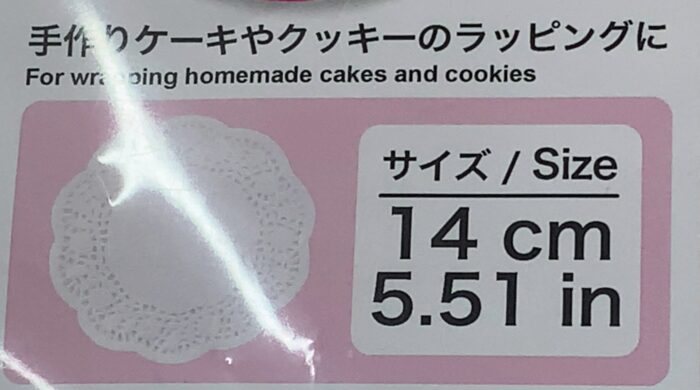 手作りケーキやクッキーのラッピングに
For wrapping homemade cakes and cookies
サイズ / Size
14 cm
5.51 in